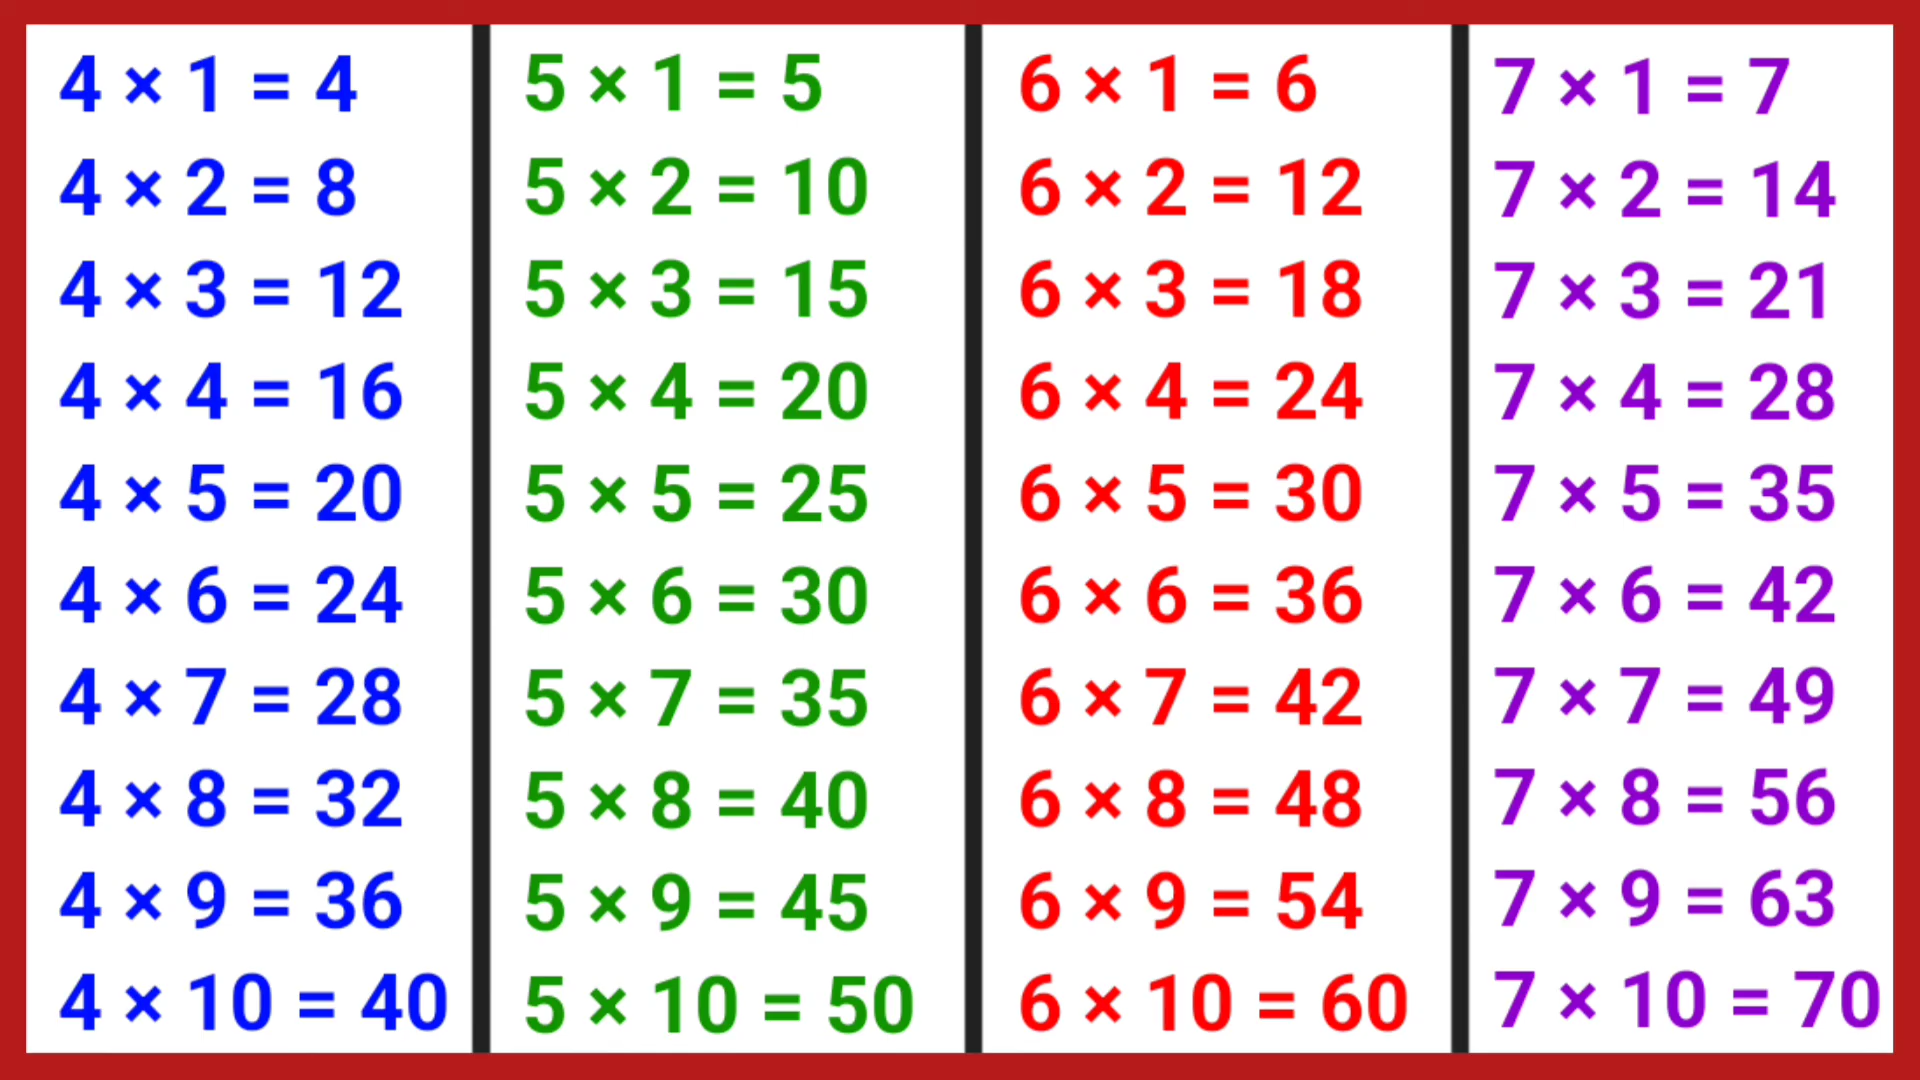 4 × 1 = 4
4 × 2 = 8
4 × 3 = 12
4 × 4 = 16
4 × 5 = 20
4 × 6 = 24
4 × 7 = 28
4 × 8 = 32
4 × 9 = 36
4 × 10 = 40
5 × 1 = 5
5 × 2 = 10
5 × 3 = 15
5 × 4 = 20
5 × 5 = 25
5 × 6 = 30
5 × 7 = 35
5 × 8 = 40
5 × 9 = 45
5 × 10 = 50
6 × 1 = 6
6 × 2 = 12
6 × 3 = 18
6 × 4 = 24
6 × 5 = 30
6 × 6 = 36
6 × 7 = 42
6 × 8 = 48
6 × 9 = 54
6 × 10 = 60
7 × 1 = 7
7 × 2 = 14
7 × 3 = 21
7 × 4 = 28
7 × 5 = 35
7 × 6 = 42
7 × 7 = 49
7 × 8 = 56
7 × 9 = 63
7 × 10 = 70